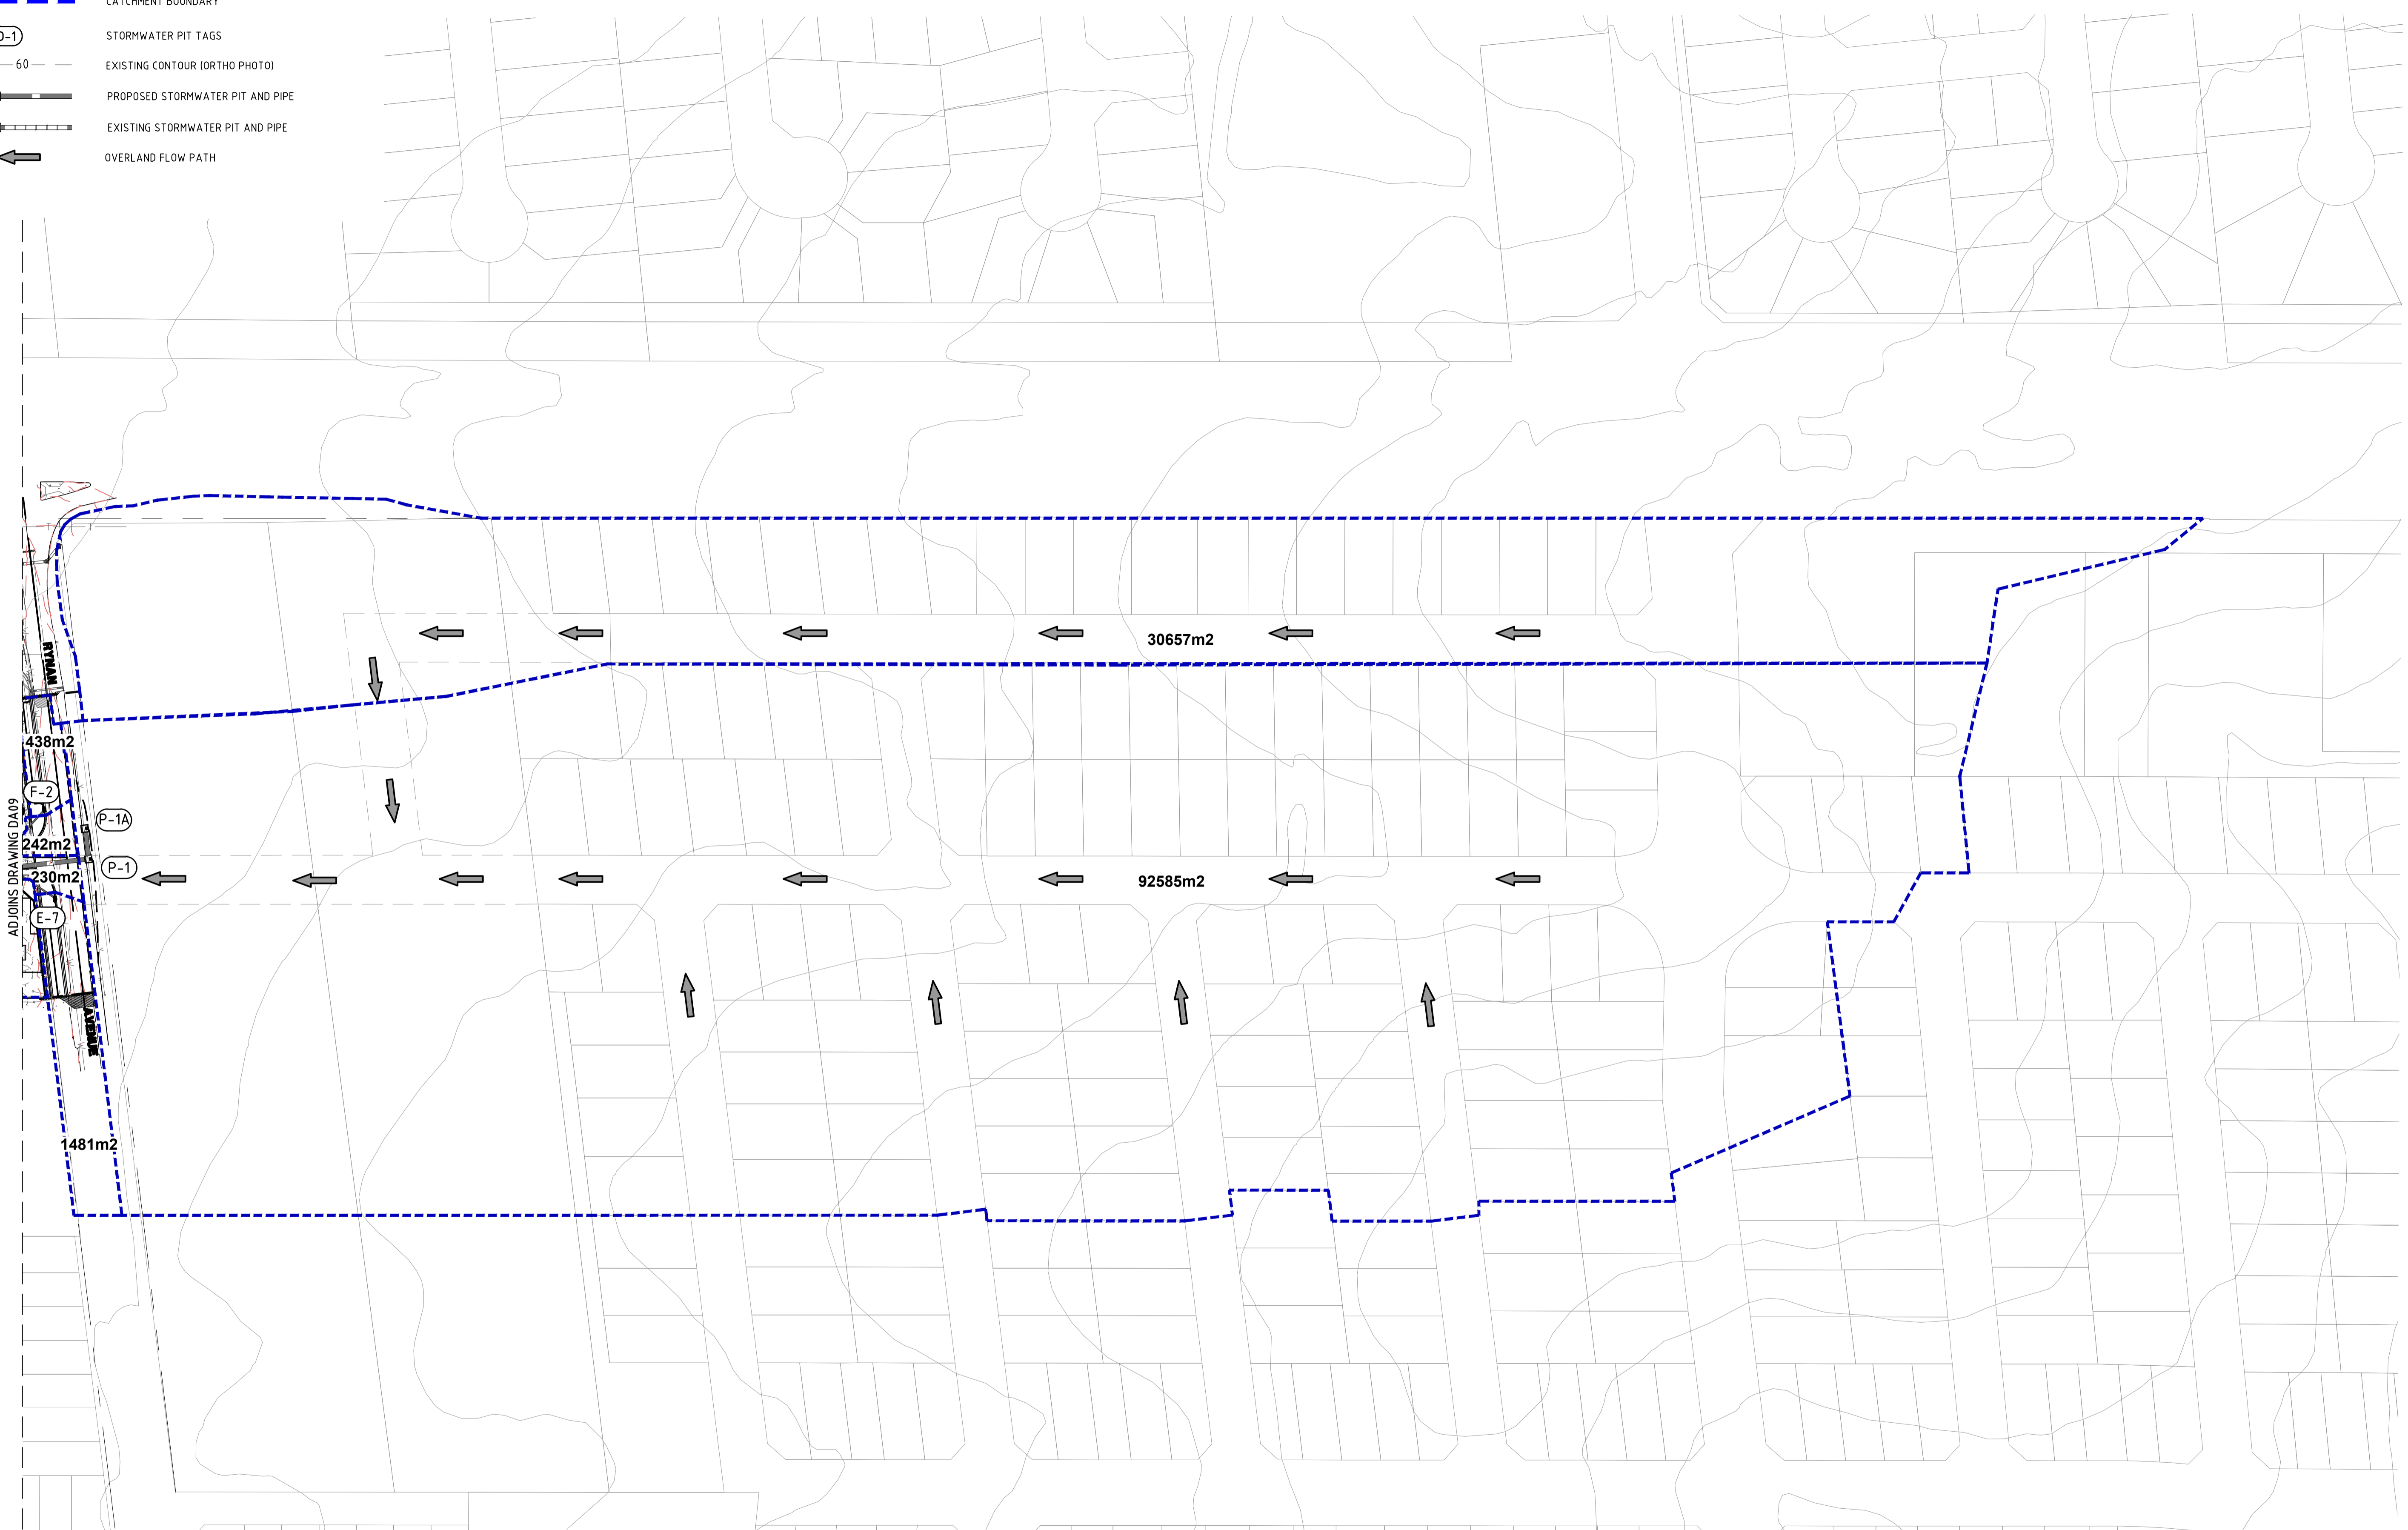 CATCHMENT BOUNDARY
STORMWATER PIT TAGS
60
EXISTING CONTOUR (ORTHO PHOTO)
PROPOSED STORMWATER PIT AND PIPE
EXISTING STORMWATER PIT AND PIPE
OVERLAND FLOW PATH
30657m2
RYNAN
438m2
F-2
P-1A
ADJOINS DRAWING DA09
242m2
P-1
230m2
92585m2
E-7
AVENUE
1481m2